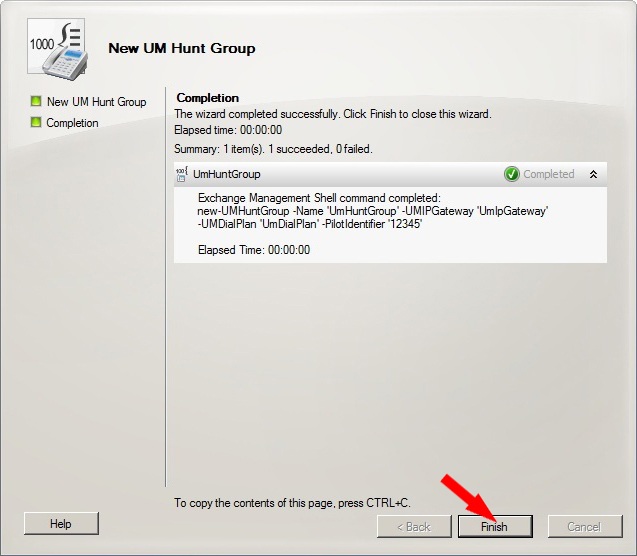 1000
New UM Hunt Group
New UM Hunt Group
Completion
Completion
The wizard completed successfully. Click Finish to close this wizard.
Elapsed time: 00:00:00
Summary: 1 item(s). 1 succeeded, 0 failed.
UmHuntGroup
Completed
Exchange Management Shell command completed:
new-UMHuntGroup -Name 'UmHuntGroup' -UMIPGateway 'UmIpGateway'
-UMDialPlan 'UmDialPlan' -PilotIdentifier '12345'
Elapsed Time: 00:00:00
To copy the contents of this page, press CTRL+C.
Help
< Back
Finish
Cancel